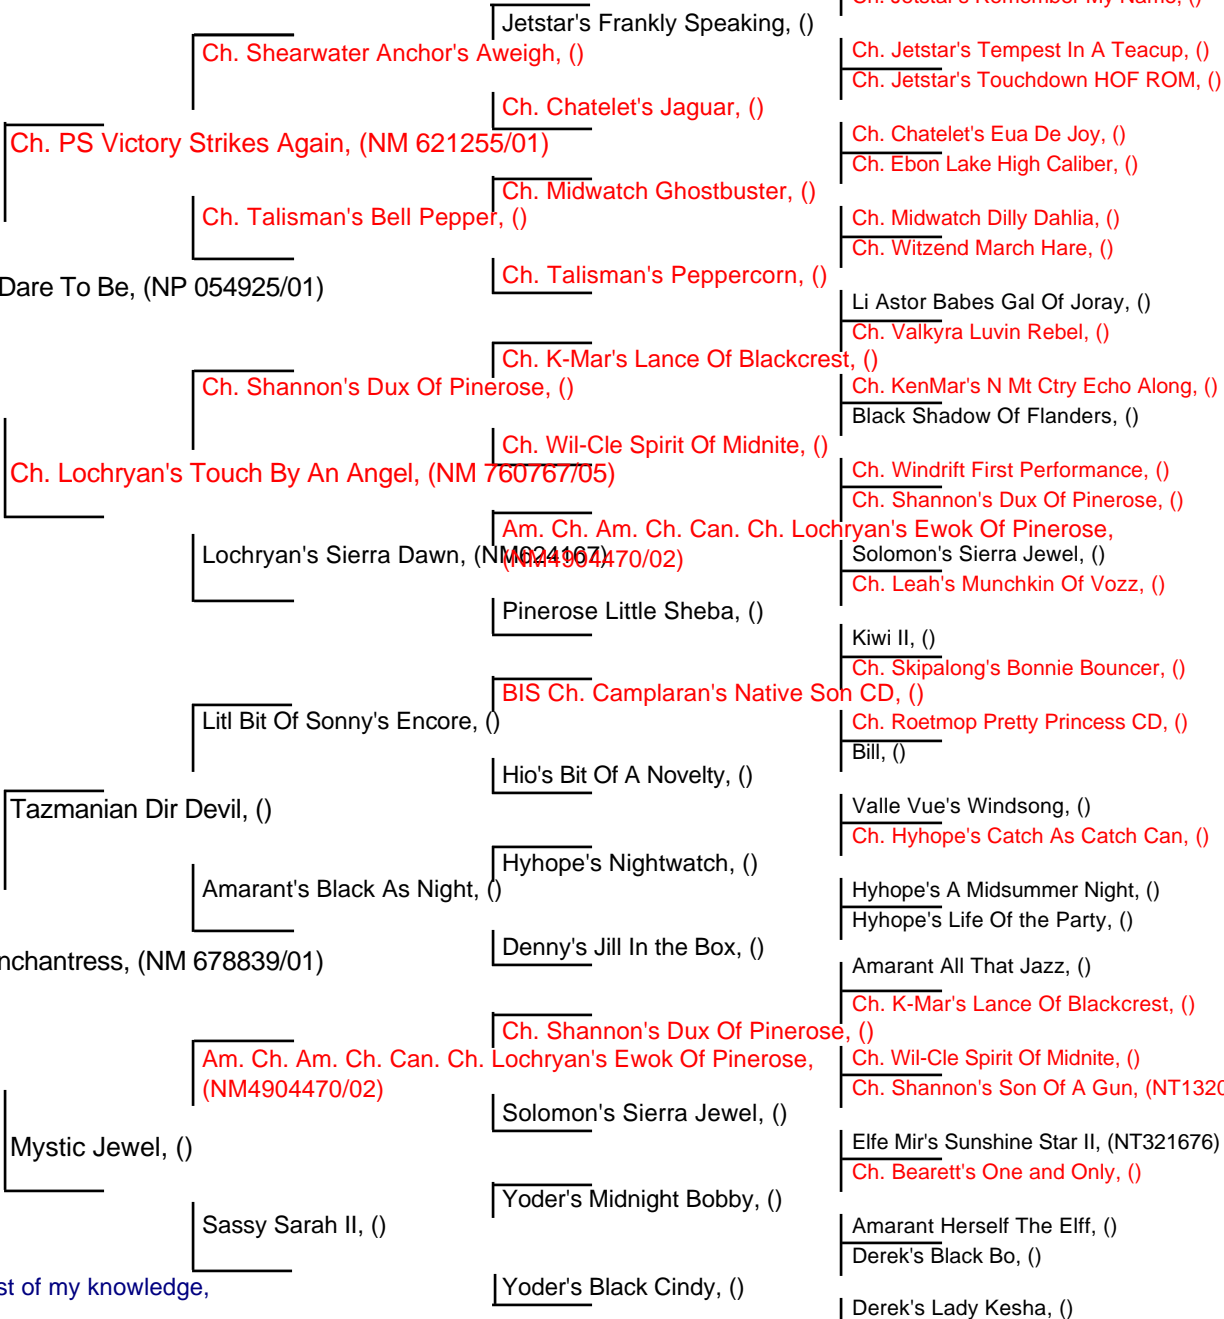 Jetstar's Frankly Speaking, ()
Ch. Shearwater Anchor's Aweigh, ()
Ch. Jetstar's Tempest In A Teacup, ()
Ch. Jetstar's Touchdown HOF ROM, ()
Ch. Chatelet's Jaguar, ()
Ch. PS Victory Strikes Again, (NM 621255/01)
Ch. Chatelet's Eua De Joy, ()
Ch. Ebon Lake High Caliber, ()
Ch. Midwatch Ghostbuster, ()
Ch. Talisman's Bell Pepper, ()
Ch. Midwatch Dilly Dahlia, ()
Ch. Witzend March Hare, ()
Ch. Talisman's Peppercorn, ()
Dare To Be, (NP 054925/01)
Li Astor Babes Gal Of Joray, ()
Ch. Valkyra Luvin Rebel, ()
Ch. K-Mar's Lance Of Blackcrest, ()
Ch. Shannon's Dux Of Pinerose, ()
Ch. KenMar's N Mt Ctry Echo Along, ()
Black Shadow Of Flanders, ()
Ch. Wil-Cle Spirit Of Midnite, ()
Ch. Lochryan's Touch By An Angel, (NM 760767/05)
Ch. Windrift First Performance, ()
Ch. Shannon's Dux Of Pinerose, ()
Am. Ch. Am. Ch. Can. Ch. Lochryan's Ewok Of Pinerose,
(NM4904470/02)
Lochryan's Sierra Dawn, (NM624167)
Solomon's Sierra Jewel, ()
Ch. Leah's Munchkin Of Vozz, ()
Pinerose Little Sheba, ()
Kiwi II, ()
Ch. Skipalong's Bonnie Bouncer, ()
BIS Ch. Camplaran's Native Son CD, ()
Litl Bit Of Sonny's Encore, ()
Ch. Roetmop Pretty Princess CD, ()
Bill, ()
Hio's Bit Of A Novelty, ()
Tazmanian Dir Devil, ()
Valle Vue's Windsong, ()
Ch. Hyhope's Catch As Catch Can, ()
Hyhope's Nightwatch, ()
Amarant's Black As Night, ()
Hyhope's A Midsummer Night, ()
Hyhope's Life Of the Party, ()
Denny's Jill In the Box, ()
nchantress, (NM 678839/01)
Amarant All That Jazz, ()
Ch. K-Mar's Lance Of Blackcrest, ()
Ch. Shannon's Dux Of Pinerose, ()
Am. Ch. Am. Ch. Can. Ch. Lochryan's Ewok Of Pinerose,
(NM4904470/02)
Ch. Wil-Cle Spirit Of Midnite, ()
Ch. Shannon's Son Of A Gun, (NT1320
Solomon's Sierra Jewel, ()
Mystic Jewel, ()
Elfe Mir's Sunshine Star II, (NT321676)
Ch. Bearett's One and Only, ()
Yoder's Midnight Bobby, ()
Sassy Sarah II, ()
Amarant Herself The Elff, ()
Derek's Black Bo, ()
st of my knowledge,
Yoder's Black Cindy, ()
Derek's Lady Kesha, ()